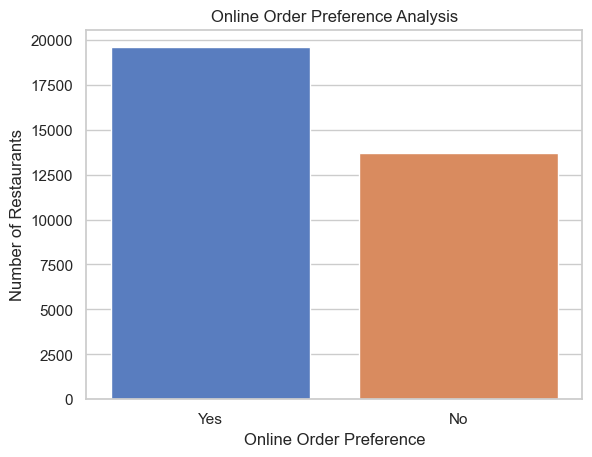 Online Order Preference Analysis
20000
17500
15000
12500
10000
7500
5000
2500
0
Number of Restaurants
Yes
No
Online Order Preference